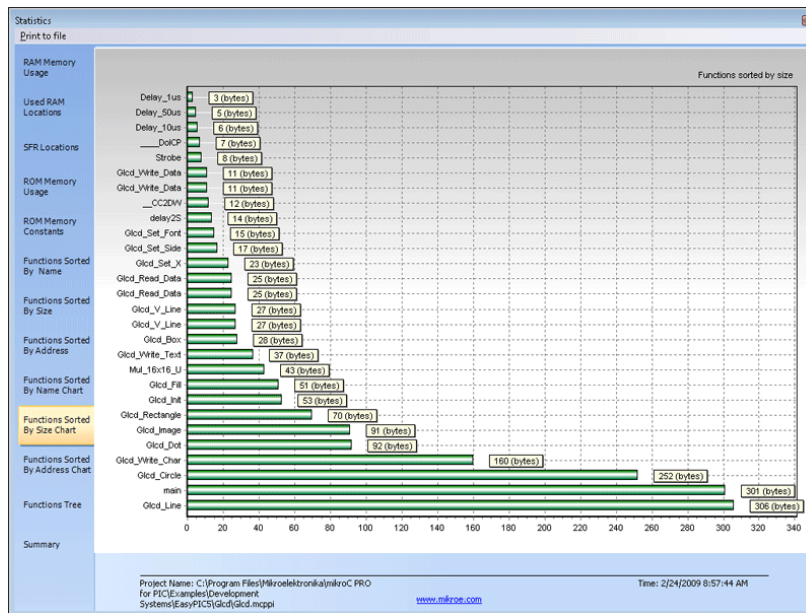 Statistics
Print to file
RAM Memory
Usage
Used RAM
Locations
SFR Locations
ROM Memory
Usage
ROM Memory
Constants
Functions Sorted
By  Name
Functions Sorted
By Size
Functions Sorted
By Address
Functions Sorted
By Name Chart
Functions Sorted
By Size Chart
Functions Sorted
By Address Chart
Functions Tree
Summary
Functions sorted by size
Delay_1us 3 (bytes)
Delay_50us 5 (bytes)
Delay_10us 6 (bytes)
____DoICP 7 (bytes)
Strobe 8 (bytes)
Glcd_Write_Data 11 (bytes)
Glcd_Write_Data 11 (bytes)
__CC2DW 12 (bytes)
delay2S 14 (bytes)
Glcd_Set_Font 15 (bytes)
Glcd_Set_Side 17 (bytes)
Glcd_Set_X 23 (bytes)
Glcd_Read_Data 25 (bytes)
Glcd_Read_Data 25 (bytes)
Glcd_V_Line 27 (bytes)
Glcd_V_Line 27 (bytes)
Glcd_Box 28 (bytes)
Glcd_Write_Text 37 (bytes)
Mul_16x16_U 43 (bytes)
Glcd_Fill 51 (bytes)
Glcd_Init 53 (bytes)
Glcd_Rectangle 70 (bytes)
Glcd_Image 91 (bytes)
Glcd_Dot 92 (bytes)
Glcd_Write_Char 160 (bytes)
Glcd_Circle 252 (bytes)
main 301 (bytes)
Glcd_Line 306 (bytes)
0 20 40 60 80 100 120 140 160 180 200 220 240 260 280 300 320 340
Project Name: C:\Program Files\Mikroelektronika\mikroC PRO
for PIC\Examples\Development
Systems\EasyPIC5\Glcd\Glcd.mcppi
www.mikroe.com
Time: 2/24/2009 8:57:44 AM